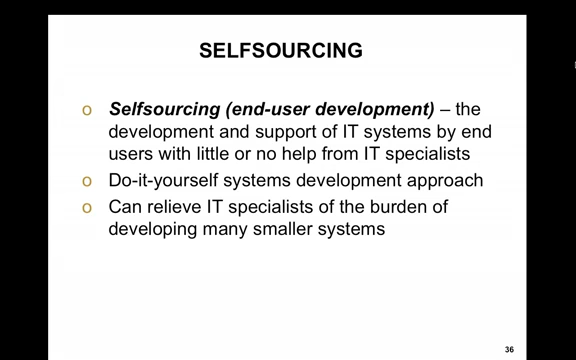 SELFSOURCING
o Selfsourcing (end-user development) – the
development and support of IT systems by end
users with little or no help from IT specialists
o Do-it-yourself systems development approach
o Can relieve IT specialists of the burden of
developing many smaller systems
36